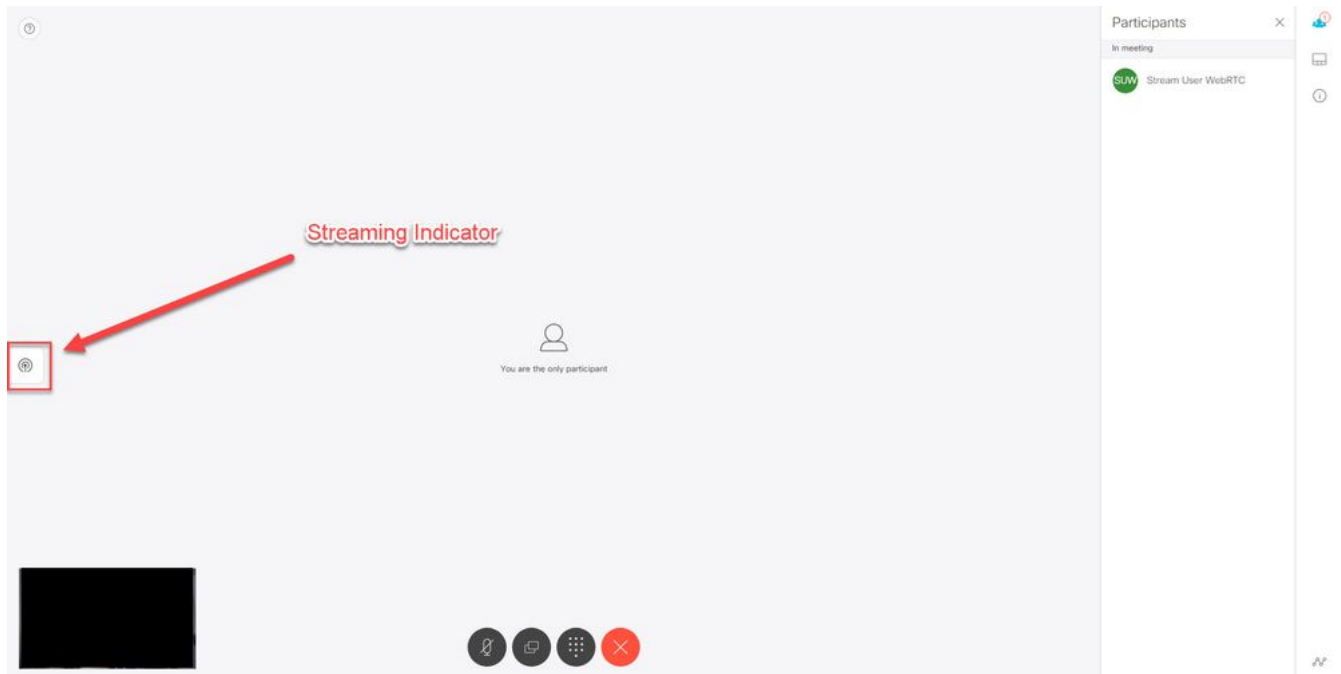 Participants
In meeting
SUW Stream User WebRTC
Streaming Indicator
You are the only participant